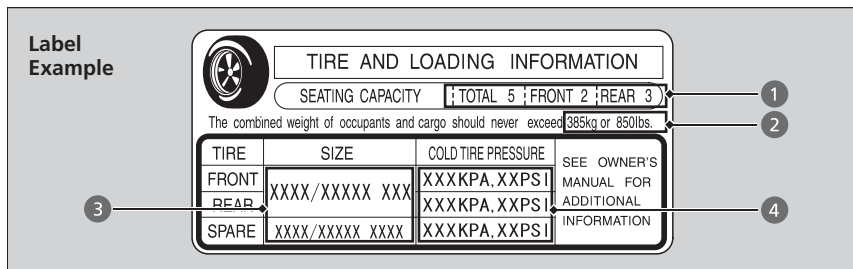 Label
Example
TIRE AND LOADING INFORMATION
SEATING CAPACITY TOTAL 5 FRONT 2 REAR 3
1
The combined weight of occupants and cargo should never exceed 385kg or 850lbs.
2
TIRE SIZE COLD TIRE PRESSURE
SEE OWNER'S
MANUAL FOR
ADDITIONAL
INFORMATION
FRONT XXXX/XXXXX XXX XXXKPA,XXPSI
REAR XXXKPA,XXPSI
SPARE XXXX/XXXXX XXXX XXXKPA,XXPSI
3
4